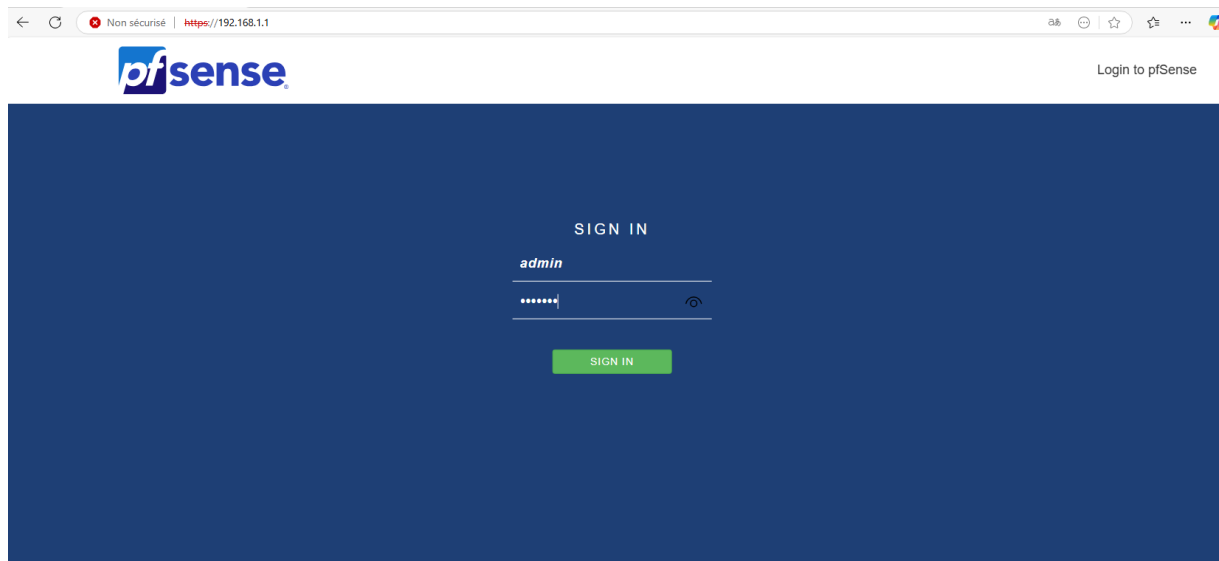 Non sécurisé https://192.168.1.1
pfsense
Login to pfSense
SIGN IN
admin
•••••••
SIGN IN